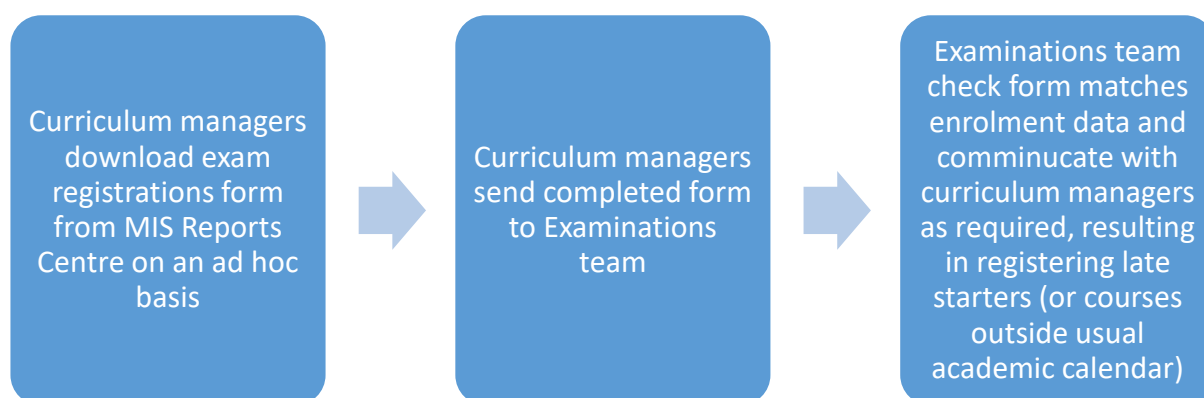 Curriculum managers
download exam
registrations form
from MIS Reports
Centre on an ad hoc
basis
Curriculum managers
send completed form
to Examinations
team
Examinations team
check form matches
enrolment data and
comminucate with
curriculum managers
as required, resulting
in registering late
starters (or courses
outside usual
academic calendar)